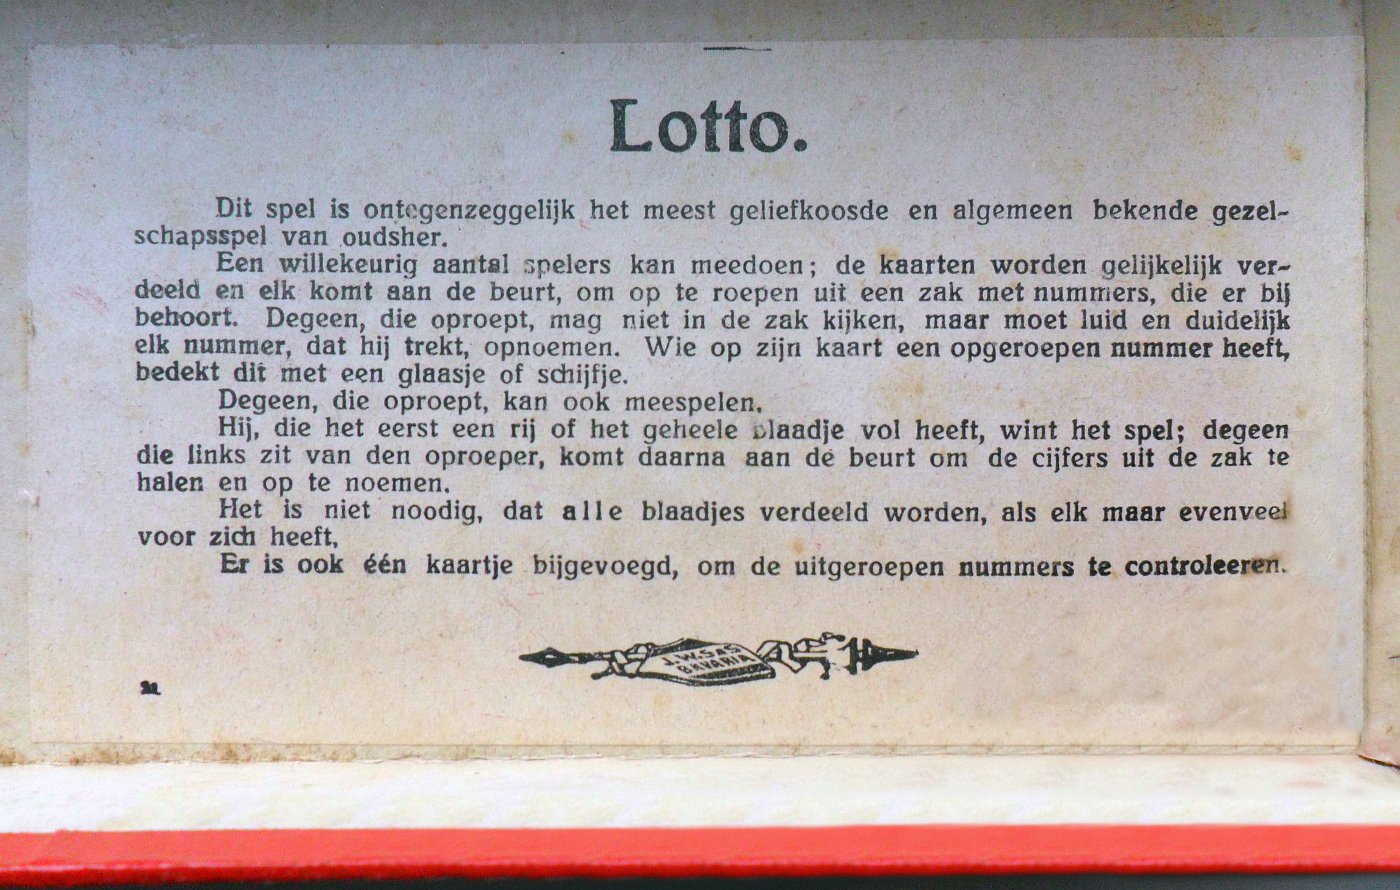 Lotto.
Dit spel is ontegenzeggelijk het meest geliefkoosde en algemeen bekende gezel-
schapsspel van oudsher.
Een willekeurig aantal spelers kan meedoen; de kaarten worden gelijkelijk ver-
deeld en elk komt aan de beurt, om op te roepen uit een zak met nummers, die er bij
behoort. Degeen, die oproept, mag niet in de zak kijken, maar moet luid en duidelijk
elk nummer, dat hij trekt, opnoemen. Wie op zijn kaart een opgeroepen nummer heeft,
bedekt dit met een glaasje of schijfje.
Degeen, die oproept, kan ook meespelen.
Hij, die het eerst een rij of het geheele blaadje vol heeft, wint het spel; degeen
die links zit van den oproeper, komt daarna aan de beurt om de cijfers uit de zak te
halen en op te noemen.
Het is niet noodig, dat alle blaadjes verdeeld worden, als elk maar evenveel
voor zich heeft.
Er is ook één kaartje bijgevoegd, om de uitgeroepen nummers te controleeren.
J.W.S.&S
BAVARIA